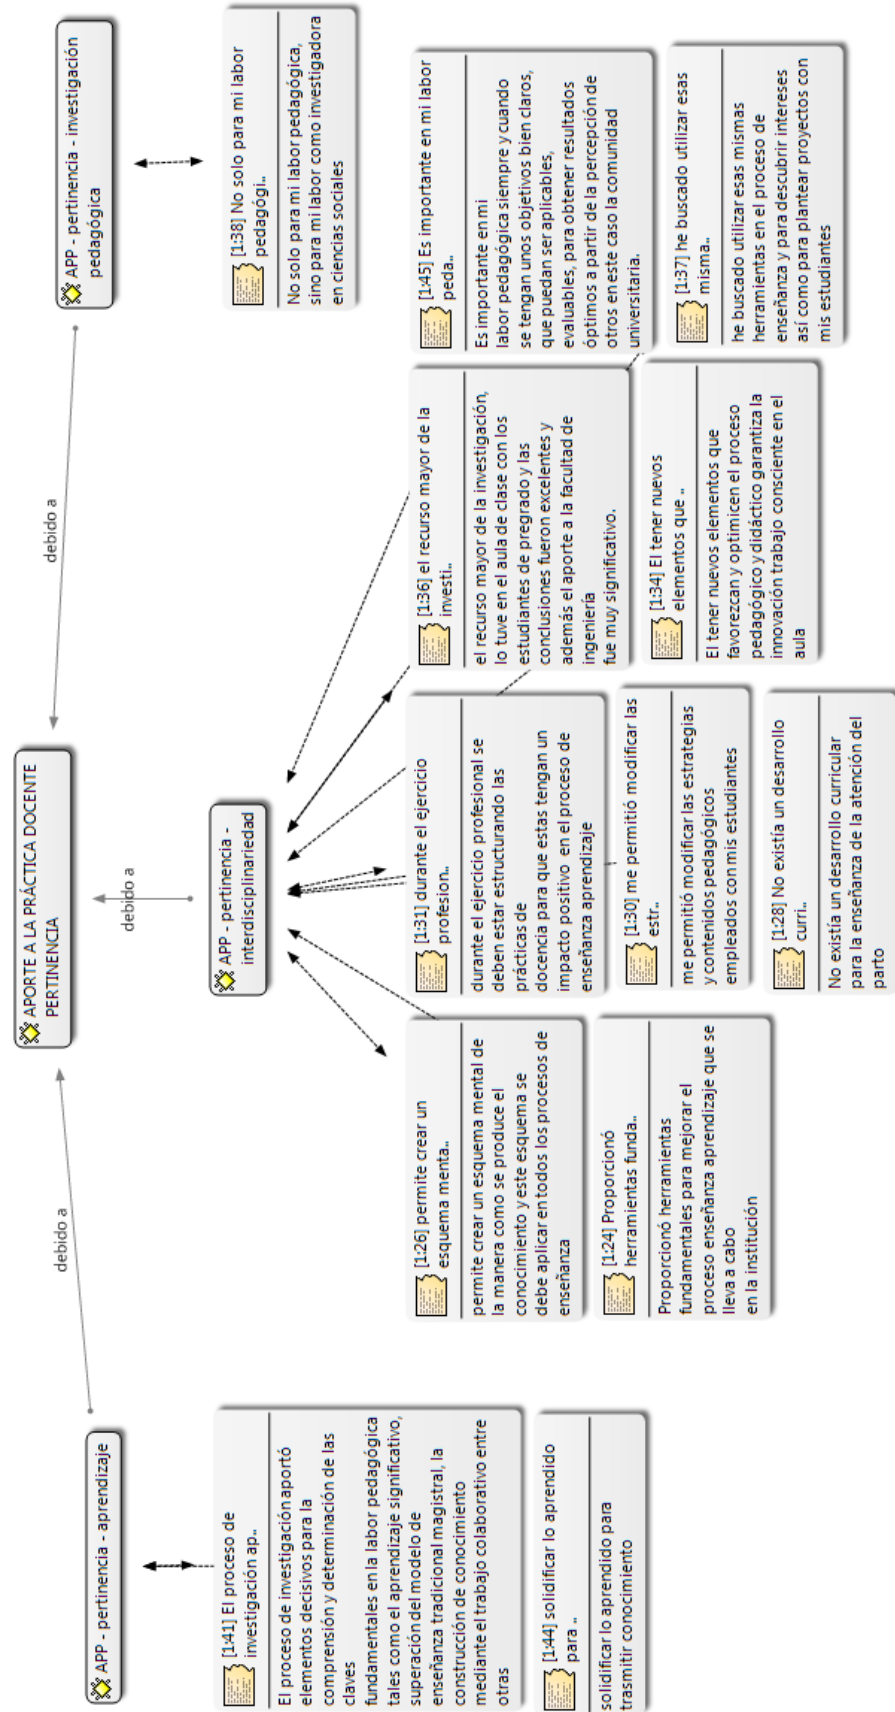 APORTE A LA PRÁCTICA DOCENTE
PERTINENCIA
debido a
debido a
debido a
APP - pertinencia - aprendizaje
APP - pertinencia -
interdisciplinariedad
APP - pertinencia - investigación
pedagógica
[1:41] El proceso de
investigación ap..
El proceso de investigación aportó
elementos decisivos para la
comprensión y determinación de las
claves
fundamentales en la labor pedagógica
tales como el aprendizaje significativo,
superación del modelo de
enseñanza tradicional magistral, la
construcción de conocimiento
mediante el trabajo colaborativo entre
otras
[1:44] solidificar lo aprendido
para ..
solidificar lo aprendido para
trasmitir conocimiento
[1:26] permite crear un
esquema menta..
permite crear un esquema mental de
la manera como se produce el
conocimiento y este esquema se
debe aplicar en todos los procesos de
enseñanza
[1:24] Proporcionó
herramientas funda..
Proporcionó herramientas
fundamentales para mejorar el
proceso enseñanza aprendizaje que se
lleva a cabo
en la institución
[1:31] durante el ejercicio
profesion..
durante el ejercicio profesional se
deben estar estructurando las
prácticas de
docencia para que estas tengan un
impacto positivo en el proceso de
enseñanza aprendizaje
[1:30] me permitió modificar las
estr..
me permitió modificar las estrategias
y contenidos pedagógicos
empleados con mis estudiantes
[1:28] No existía un desarrollo
curri..
No existía un desarrollo curricular
para la enseñanza de la atención del
parto
[1:36] el recurso mayor de la
investi..
el recurso mayor de la investigación,
lo tuve en el aula de clase con los
estudiantes de pregrado y las
conclusiones fueron excelentes y
además el aporte a la facultad de
ingeniería
fue muy significativo.
[1:34] El tener nuevos
elementos que ..
El tener nuevos elementos que
favorezcan y optimicen el proceso
pedagógico y didáctico garantiza la
innovación trabajo consciente en el
aula
[1:38] No solo para mi labor
pedagógi..
No solo para mi labor pedagógica,
sino para mi labor como investigadora
en ciencias sociales
[1:45] Es importante en mi labor
peda..
Es importante en mi
labor pedagógica siempre y cuando
se tengan unos objetivos bien claros,
que puedan ser aplicables,
evaluables, para obtener resultados
óptimos a partir de la percepción de
otros en este caso la comunidad
universitaria.
[1:37] he buscado utilizar esas
misma..
he buscado utilizar esas mismas
herramientas en el proceso de
enseñanza y para descubrir intereses
así como para plantear proyectos con
mis estudiantes